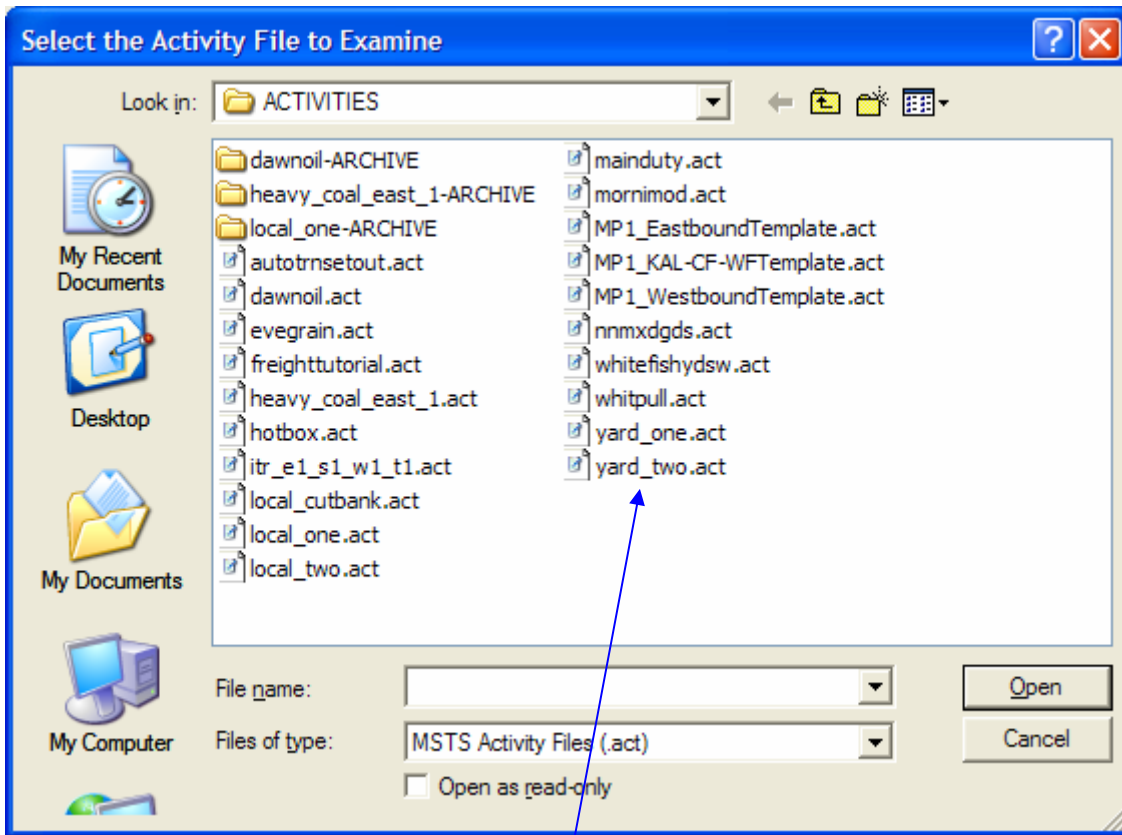 Select the Activity File to Examine
Look in:
ACTIVITIES
My Recent
Documents
Desktop
My Documents
My Computer
dawnoil-ARCHIVE
heavy_coal_east_1-ARCHIVE
local_one-ARCHIVE
autotrnsetout.act
dawnoil.act
evegrain.act
freighttutorial.act
heavy_coal_east_1.act
hotbox.act
itr_e1_s1_w1_t1.act
local_cutbank.act
local_one.act
local_two.act
mainduty.act
mornimod.act
MP1_EastboundTemplate.act
MP1_KAL-CF-WFTemplate.act
MP1_WestboundTemplate.act
nnmxdgds.act
whitefishydsw.act
whitpull.act
yard_one.act
yard_two.act
File name:
Open
Files of type:
MSTS Activity Files (.act)
Cancel
Open as read-only